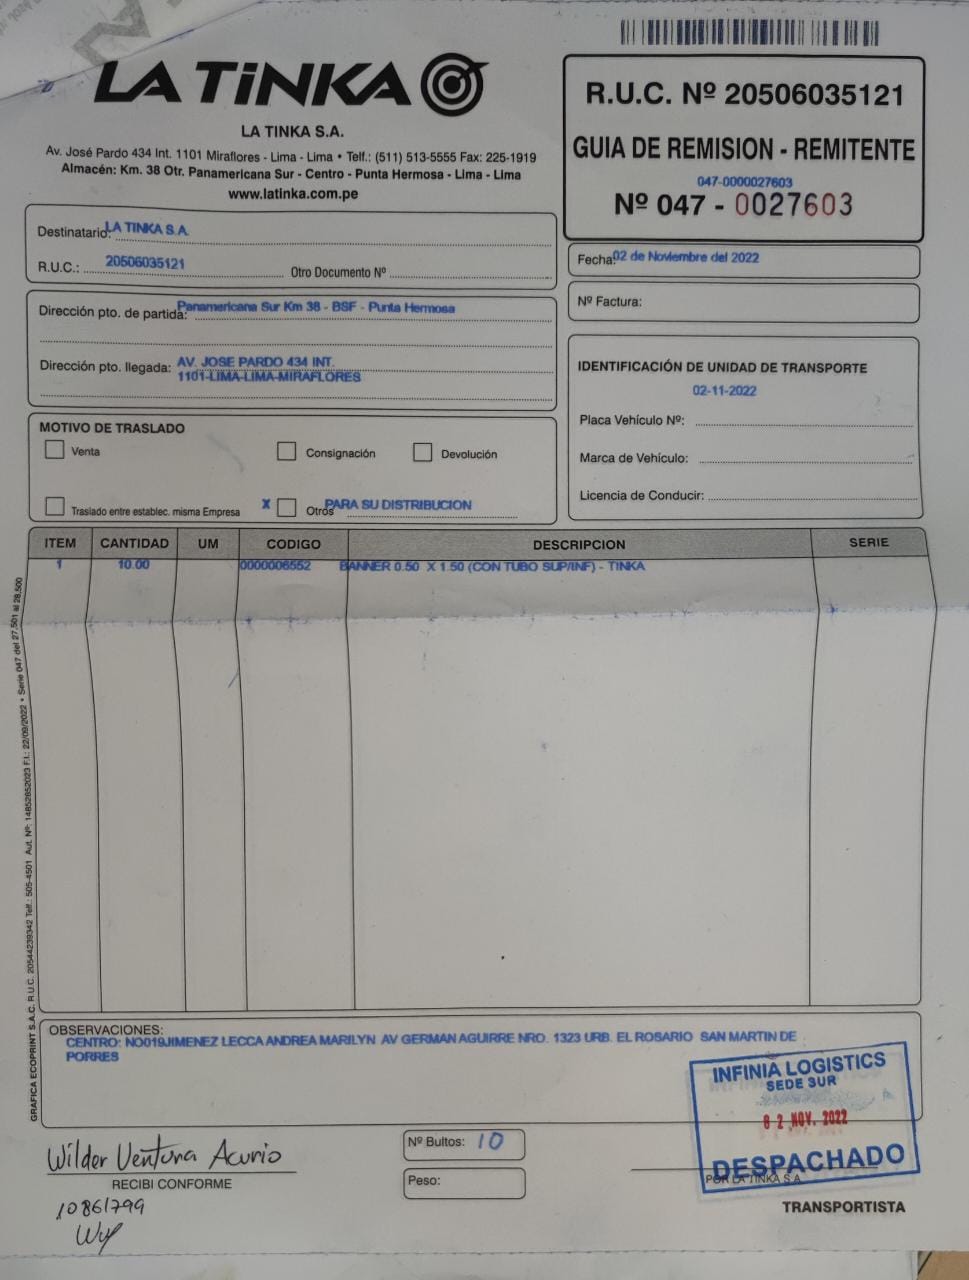 LA TiNKA
LA TINKA S.A.
Av. José Pardo 434 Int. 1101 Miraflores - Lima - Lima • Telf.: (511) 513-5555 Fax: 225-1919
Almacén: Km. 38 Otr. Panamericana Sur - Centro - Punta Hermosa - Lima - Lima
www.latinka.com.pe
R.U.C. Nº 20506035121
GUIA DE REMISION - REMITENTE
047-0000027603
Nº 047 - 0027603
Destinatario: LA TINKA S.A.
R.U.C.: 20506035121 Otro Documento Nº
Fecha: 02 de Noviembre del 2022
Nº Factura:
Dirección pto. de partida: Panamericana Sur Km 38 - BSF - Punta Hermosa
Dirección pto. llegada: AV. JOSE PARDO 434 INT.
1101-LIMA-LIMA-MIRAFLORES
IDENTIFICACIÓN DE UNIDAD DE TRANSPORTE
02-11-2022
Placa Vehículo Nº:
Marca de Vehículo:
Licencia de Conducir:
MOTIVO DE TRASLADO
Venta Consignación Devolución
Traslado entre establec. misma Empresa X Otros PARA SU DISTRIBUCION
ITEM CANTIDAD UM CODIGO DESCRIPCION SERIE
1 10.00 0000006552 BANNER 0.50 X 1.50 (CON TUBO SUP/INF) - TINKA
GRAFICA ECOPRINT S.A.C. R.U.C. 20544239342 Telf.: 505-4501 Aut. Nº: 14852852023 F.I.: 22/09/2022 • Serie 047 del 27,501 al 28,500
OBSERVACIONES:
CENTRO: NO019JIMENEZ LECCA ANDREA MARILYN AV GERMAN AGUIRRE NRO. 1323 URB. EL ROSARIO SAN MARTIN DE
PORRES
INFINIA LOGISTICS
SEDE SUR
02 NOV. 2022
DESPACHADO
Wilder Ventura Acurio
RECIBI CONFORME
10861799
Nº Bultos: 10
Peso:
POR LA TINKA S.A.
TRANSPORTISTA